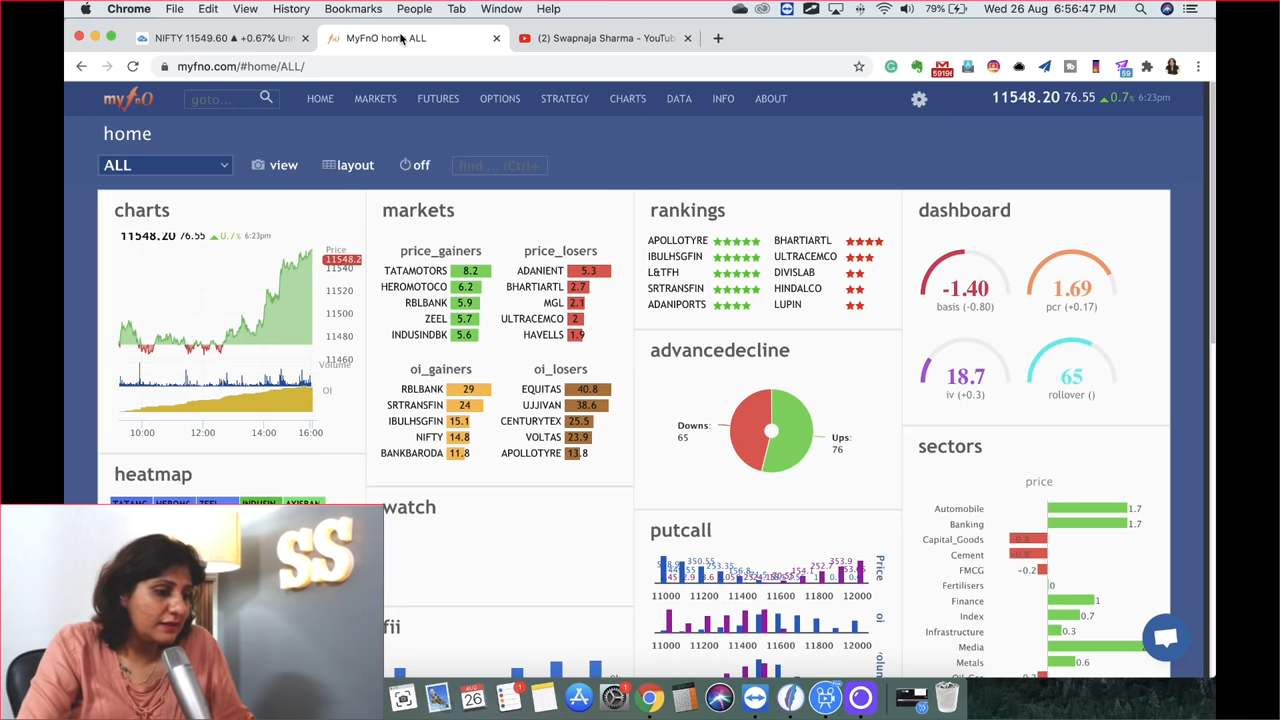 Chrome File Edit View History Bookmarks People Tab Window Help
79% Wed 26 Aug 6:56:47 PM
NIFTY 11549.60 ▲ +0.67% Unn
MyFnO home ALL
(2) Swapnaja Sharma - YouTube
myfno.com/#home/ALL/
59
myfnO
goto...
HOME MARKETS FUTURES OPTIONS STRATEGY CHARTS DATA INFO ABOUT
11548.20 76.55 ▲ 0.7% 6:23pm
home
ALL
view
layout
off
find ... (Ctrl+
charts
11548.20 76.55 ▲ 0.7% 6:23pm
Price
11548.2
11540
11520
11500
11480
11460
Volume
OI
10:00 12:00 14:00 16:00
heatmap
markets
price_gainers
TATAMOTORS 8.2
HEROMOTOCO 6.2
RBLBANK 5.9
ZEEL 5.7
INDUSINDBK 5.6
price_losers
ADANIENT 5.3
BHARTIARTL 2.7
MGL 2.1
ULTRACEMCO 2
HAVELLS 1.9
oi_gainers
RBLBANK 29
SRTRANSFIN 24
IBULHSGFIN 15.1
NIFTY 14.8
BANKBARODA 11.8
oi_losers
EQUITAS 40.8
UJJIVAN 38.6
CENTURYTEX 25.5
VOLTAS 23.9
APOLLOTYRE 13.8
watch
fii
rankings
APOLLOTYRE
IBULHSGFIN
L&TFH
SRTRANSFIN
ADANIPORTS
BHARTIARTL
ULTRACEMCO
DIVISLAB
HINDALCO
LUPIN
advancedecline
Downs:
65
Ups:
76
putcall
Price
11000 11200 11400 11600 11800 12000
oi
11000 11200 11400 11600 11800 12000
dashboard
-1.40
basis (-0.80)
1.69
pcr (+0.17)
18.7
iv (+0.3)
65
rollover ()
sectors
price
Automobile 1.7
Banking 1.7
Capital_Goods
Cement
FMCG -0.2
Fertilisers 0
Finance 1
Index 0.7
Infrastructure 0.3
Media
Metals 0.6
SS
AUG
26